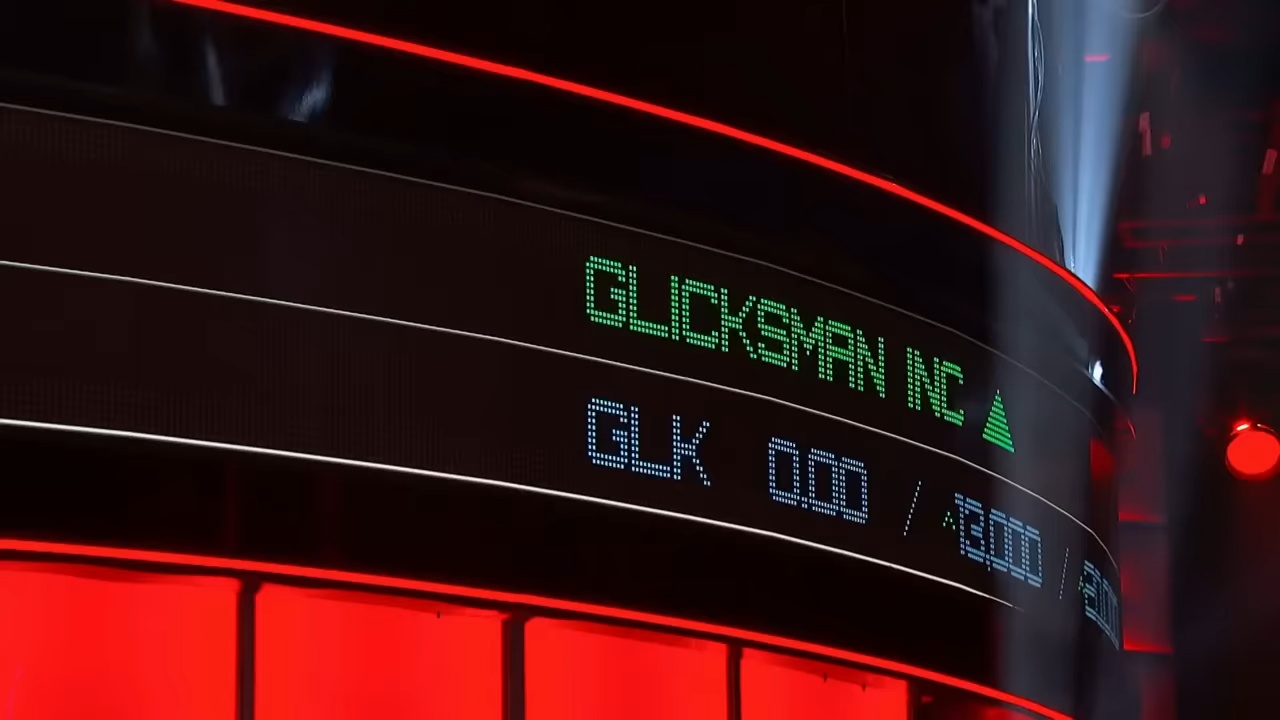 GLICKSMAN INC ▲
GLK 0.00 / ^13,000 /